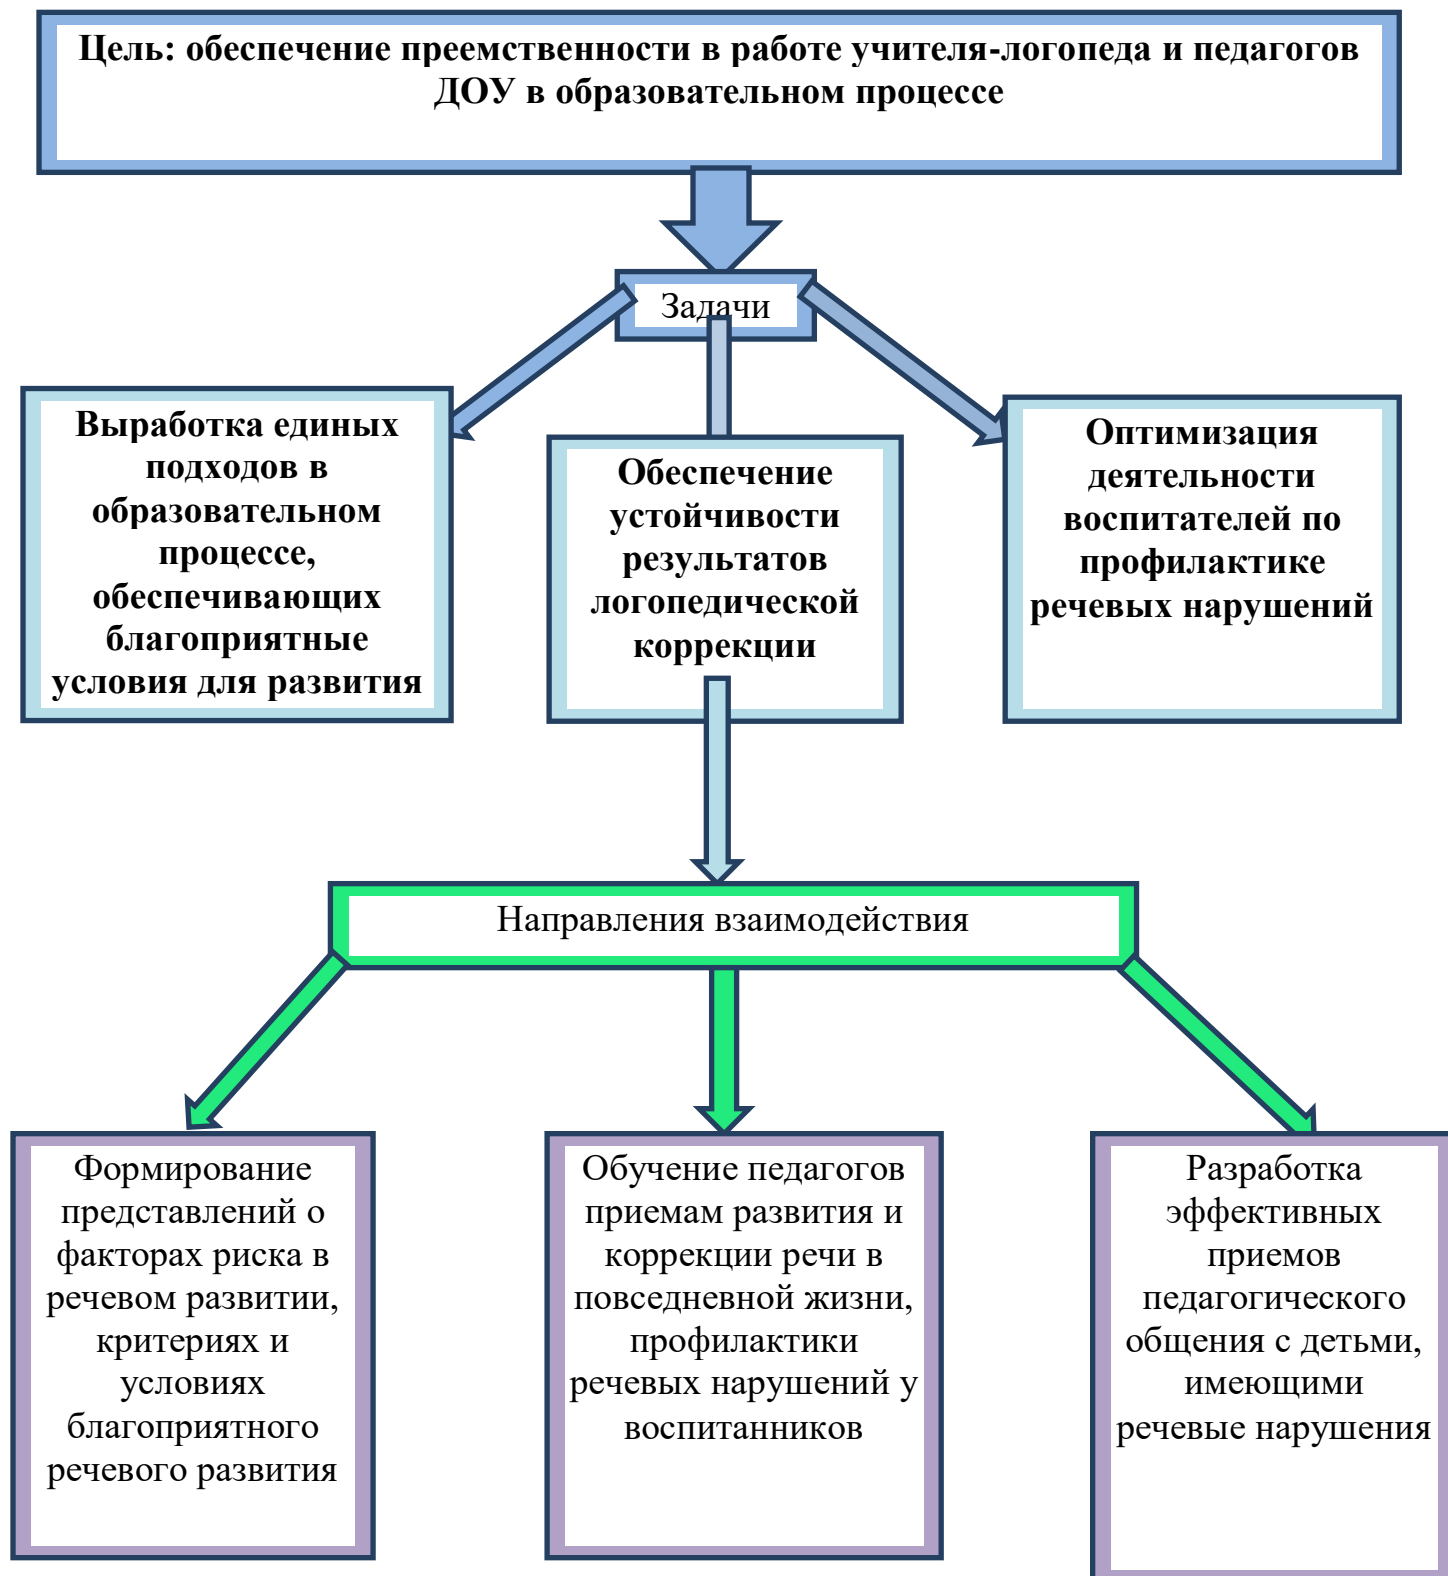 Цель: обеспечение преемственности в работе учителя-логопеда и педагогов
ДОУ в образовательном процессе
Задачи
Выработка единых
подходов в
образовательном
процессе,
обеспечивающих
благоприятные
условия для развития
Обеспечение
устойчивости
результатов
логопедической
коррекции
Оптимизация
деятельности
воспитателей по
профилактике
речевых нарушений
Направления взаимодействия
Формирование
представлений о
факторах риска в
речевом развитии,
критериях и
условиях
благоприятного
речевого развития
Обучение педагогов
приемам развития и
коррекции речи в
повседневной жизни,
профилактики
речевых нарушений у
воспитанников
Разработка
эффективных
приемов
педагогического
общения с детьми,
имеющими
речевые нарушения